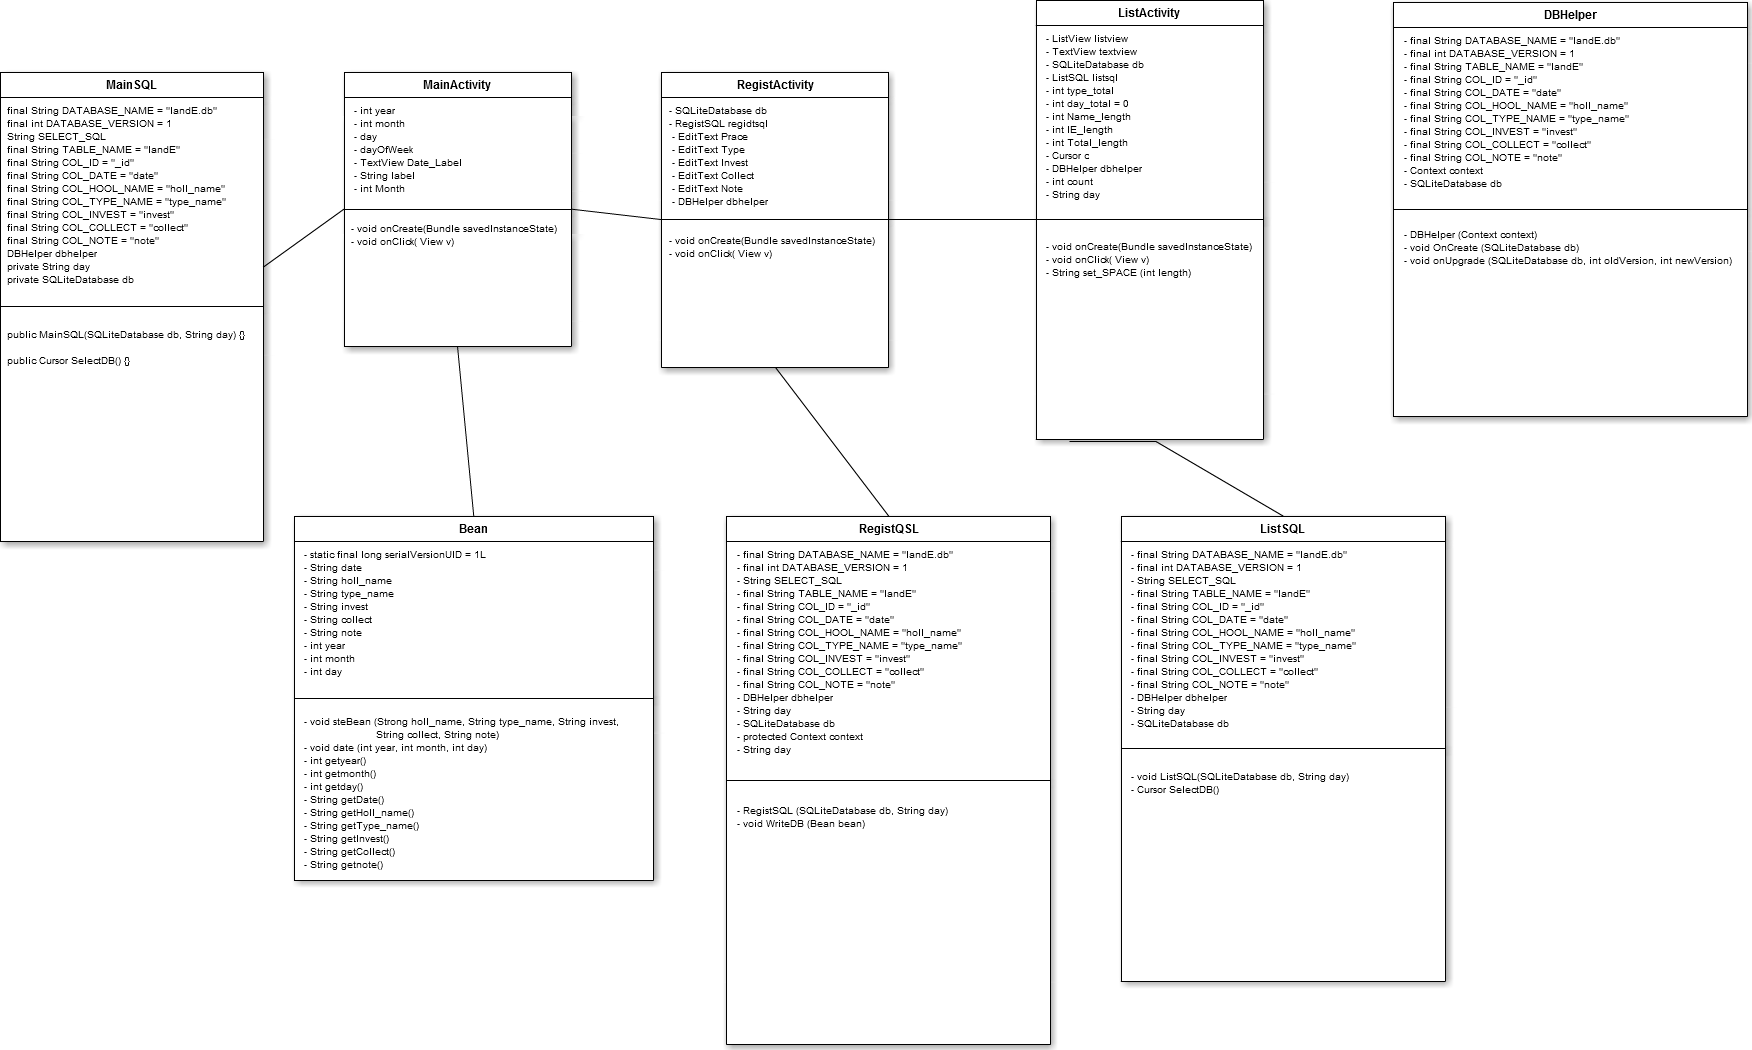 MainSQL
final String DATABASE_NAME = "landE.db"
final int DATABASE_VERSION = 1
String SELECT_SQL
final String TABLE_NAME = "landE"
final String COL_ID = "_id"
final String COL_DATE = "date"
final String COL_HOOL_NAME = "holl_name"
final String COL_TYPE_NAME = "type_name"
final String COL_INVEST = "invest"
final String COL_COLLECT = "collect"
final String COL_NOTE = "note"
DBHelper dbhelper
private String day
private SQLiteDatabase db
public MainSQL(SQLiteDatabase db, String day) {}
public Cursor SelectDB() {}
MainActivity
- int year
- int month
- day
- dayOfWeek
- TextView Date_Label
- String label
- int Month
- void onCreate(Bundle savedInstanceState)
- void onClick( View v)
RegistActivity
- SQLiteDatabase db
- RegistSQL regidtsql
- EditText Prace
- EditText Type
- EditText Invest
- EditText Collect
- EditText Note
- DBHelper dbhelper
- void onCreate(Bundle savedInstanceState)
- void onClick( View v)
ListActivity
- ListView listview
- TextView textview
- SQLiteDatabase db
- ListSQL listsql
- int type_total
- int day_total = 0
- int Name_length
- int IE_length
- int Total_length
- Cursor c
- DBHelper dbhelper
- int count
- String day
- void onCreate(Bundle savedInstanceState)
- void onClick( View v)
- String set_SPACE (int length)
DBHelper
- final String DATABASE_NAME = "landE.db"
- final int DATABASE_VERSION = 1
- final String TABLE_NAME = "landE"
- final String COL_ID = "_id"
- final String COL_DATE = "date"
- final String COL_HOOL_NAME = "holl_name"
- final String COL_TYPE_NAME = "type_name"
- final String COL_INVEST = "invest"
- final String COL_COLLECT = "collect"
- final String COL_NOTE = "note"
- Context context
- SQLiteDatabase db
- DBHelper (Context context)
- void OnCreate (SQLiteDatabase db)
- void onUpgrade (SQLiteDatabase db, int oldVersion, int newVersion)
Bean
- static final long serialVersionUID = 1L
- String date
- String holl_name
- String type_name
- String invest
- String collect
- String note
- int year
- int month
- int day
- void steBean (Strong holl_name, String type_name, String invest,
String collect, String note)
- void date (int year, int month, int day)
- int getyear()
- int getmonth()
- int getday()
- String getDate()
- String getHoll_name()
- String getType_name()
- String getInvest()
- String getCollect()
- String getnote()
RegistQSL
- final String DATABASE_NAME = "landE.db"
- final int DATABASE_VERSION = 1
- String SELECT_SQL
- final String TABLE_NAME = "landE"
- final String COL_ID = "_id"
- final String COL_DATE = "date"
- final String COL_HOOL_NAME = "holl_name"
- final String COL_TYPE_NAME = "type_name"
- final String COL_INVEST = "invest"
- final String COL_COLLECT = "collect"
- final String COL_NOTE = "note"
- DBHelper dbhelper
- String day
- SQLiteDatabase db
- protected Context context
- String day
- RegistSQL (SQLiteDatabase db, String day)
- void WriteDB (Bean bean)
ListSQL
- final String DATABASE_NAME = "landE.db"
- final int DATABASE_VERSION = 1
- String SELECT_SQL
- final String TABLE_NAME = "landE"
- final String COL_ID = "_id"
- final String COL_DATE = "date"
- final String COL_HOOL_NAME = "holl_name"
- final String COL_TYPE_NAME = "type_name"
- final String COL_INVEST = "invest"
- final String COL_COLLECT = "collect"
- final String COL_NOTE = "note"
- DBHelper dbhelper
- String day
- SQLiteDatabase db
- void ListSQL(SQLiteDatabase db, String day)
- Cursor SelectDB()